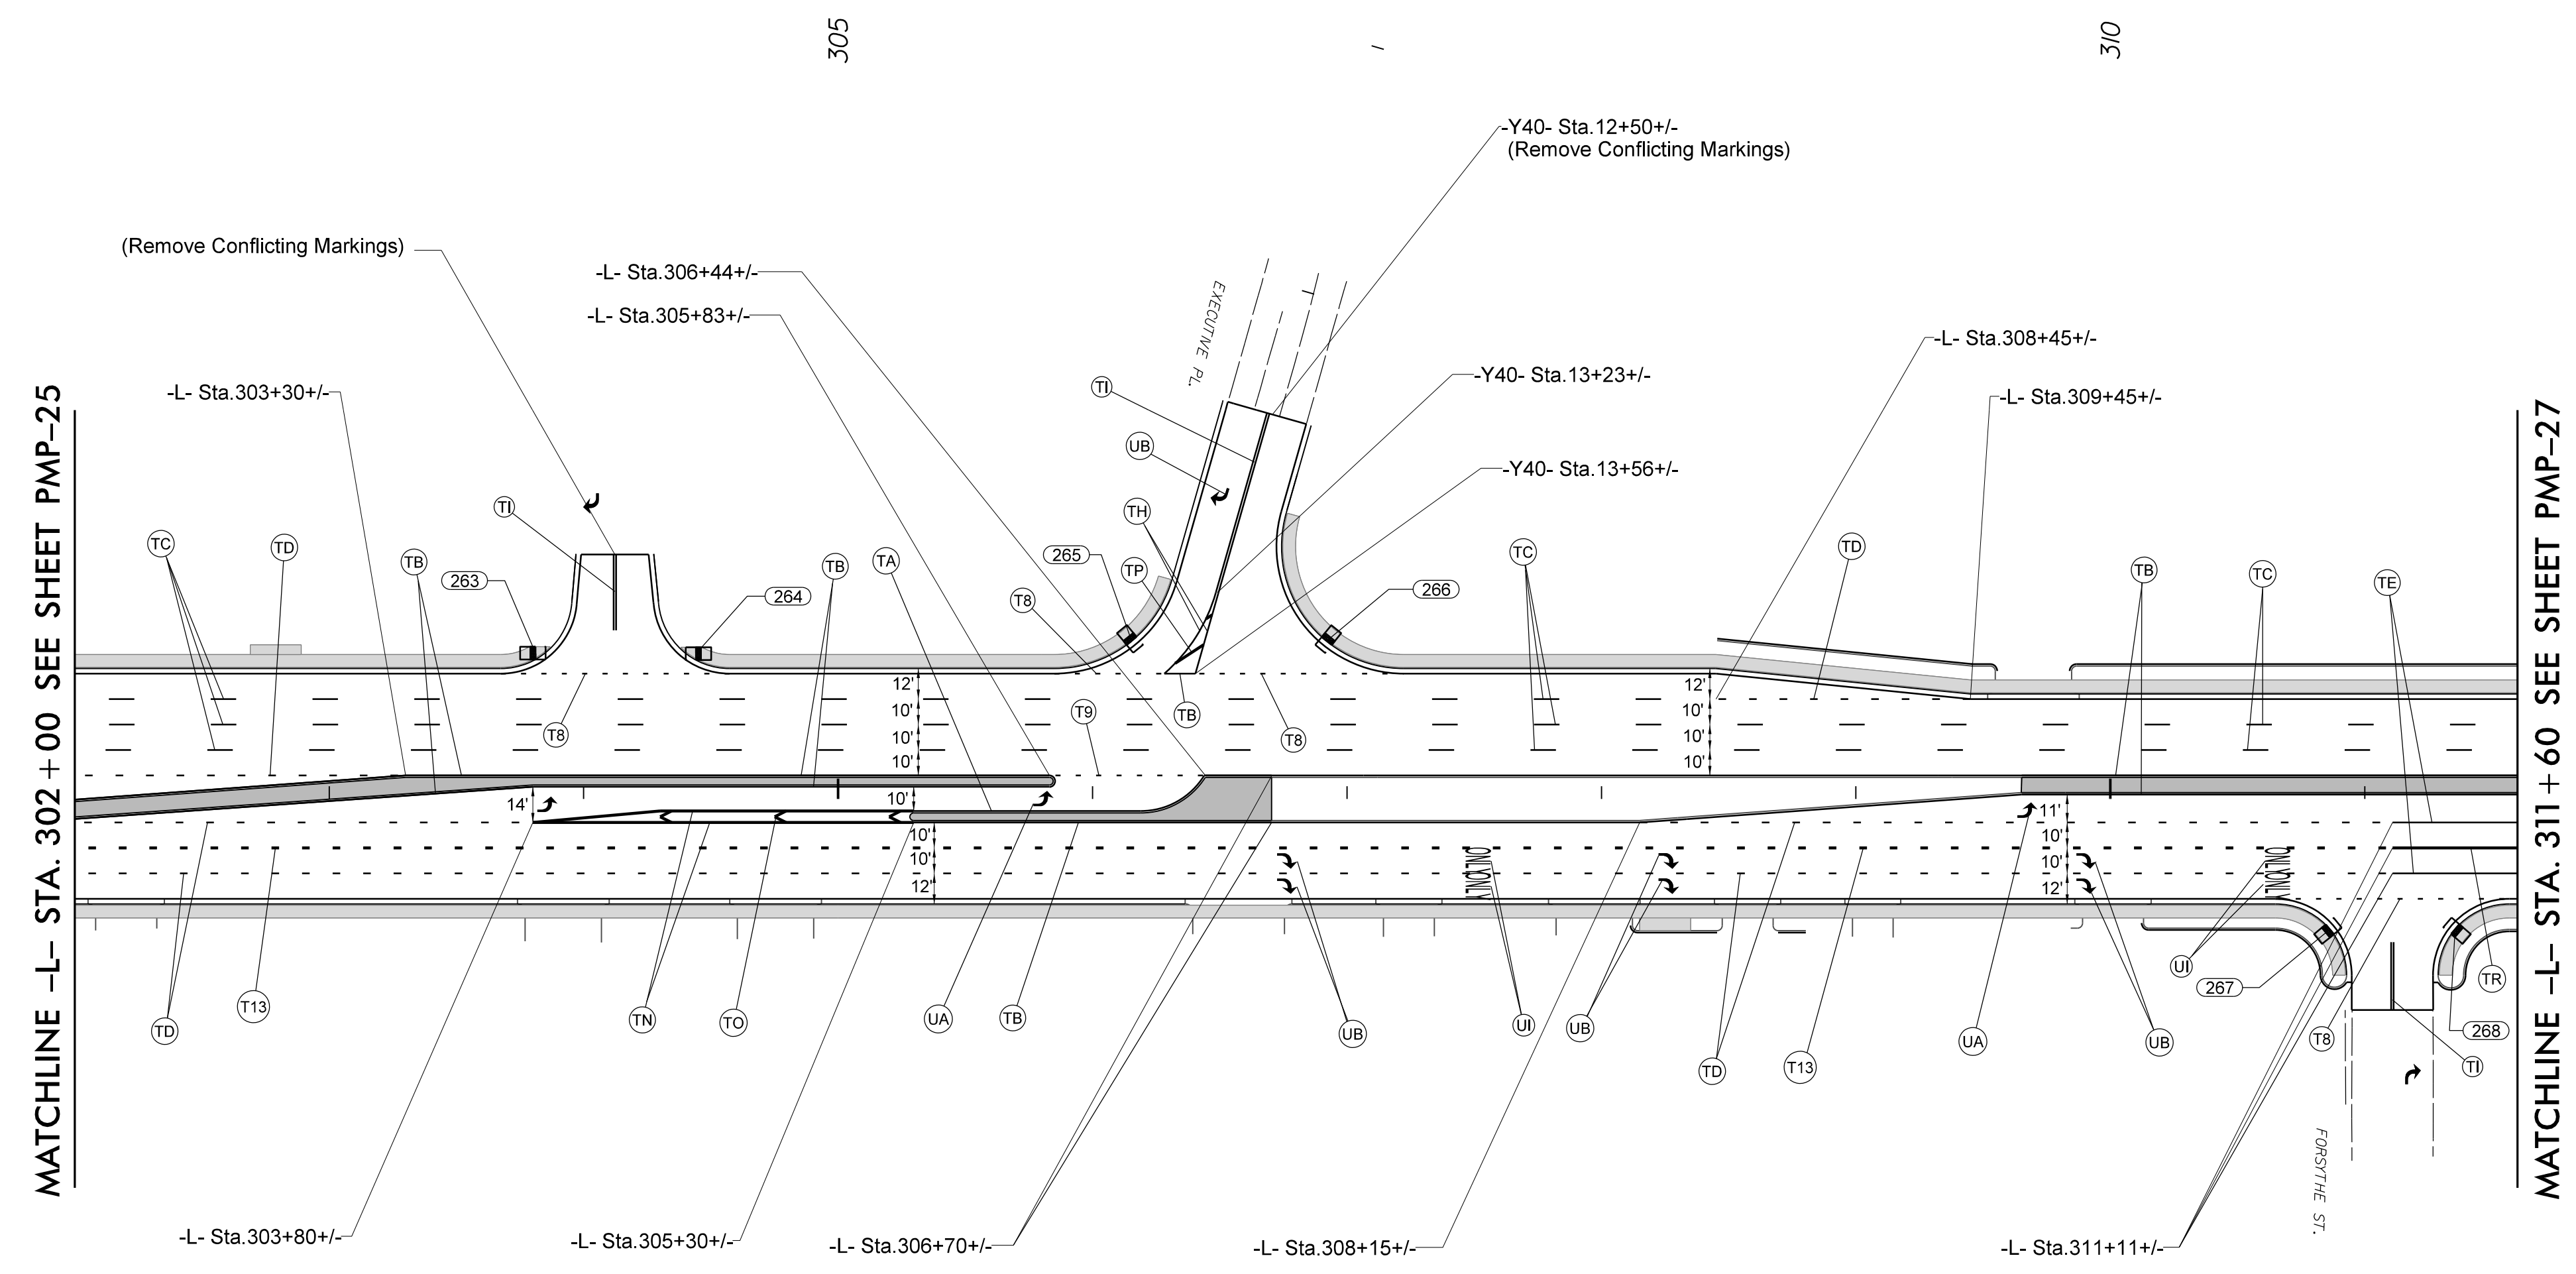 305
I
310
-Y40- Sta.12+50+/-
(Remove Conflicting Markings)
(Remove Conflicting Markings)
-L- Sta.306+44+/-
-L- Sta.305+83+/-
EXECUTIVE PL.
-L- Sta.308+45+/-
-Y40- Sta.13+23+/-
-L- Sta.303+30+/-
-L- Sta.309+45+/-
-Y40- Sta.13+56+/-
MATCHLINE -L- STA. 302+00 SEE SHEET PMP-25
MATCHLINE -L- STA. 311+60 SEE SHEET PMP-27
TI
UB
TI
TH
TC
TD
TB
263
264
TB
TA
T8
265
TP
TC
266
TD
TB
TC
TE
T8
T9
TB
T8
12'
10'
10'
10'
12'
10'
10'
10'
14'
10'
10'
10'
12'
11'
10'
10'
12'
ONLY
ONLY
ONLY
ONLY
TD
T13
TN
TO
UA
TB
UB
UI
UB
TD
T13
UA
UB
UI
267
T8
TR
268
TI
FORSYTHE ST.
-L- Sta.303+80+/-
-L- Sta.305+30+/-
-L- Sta.306+70+/-
-L- Sta.308+15+/-
-L- Sta.311+11+/-